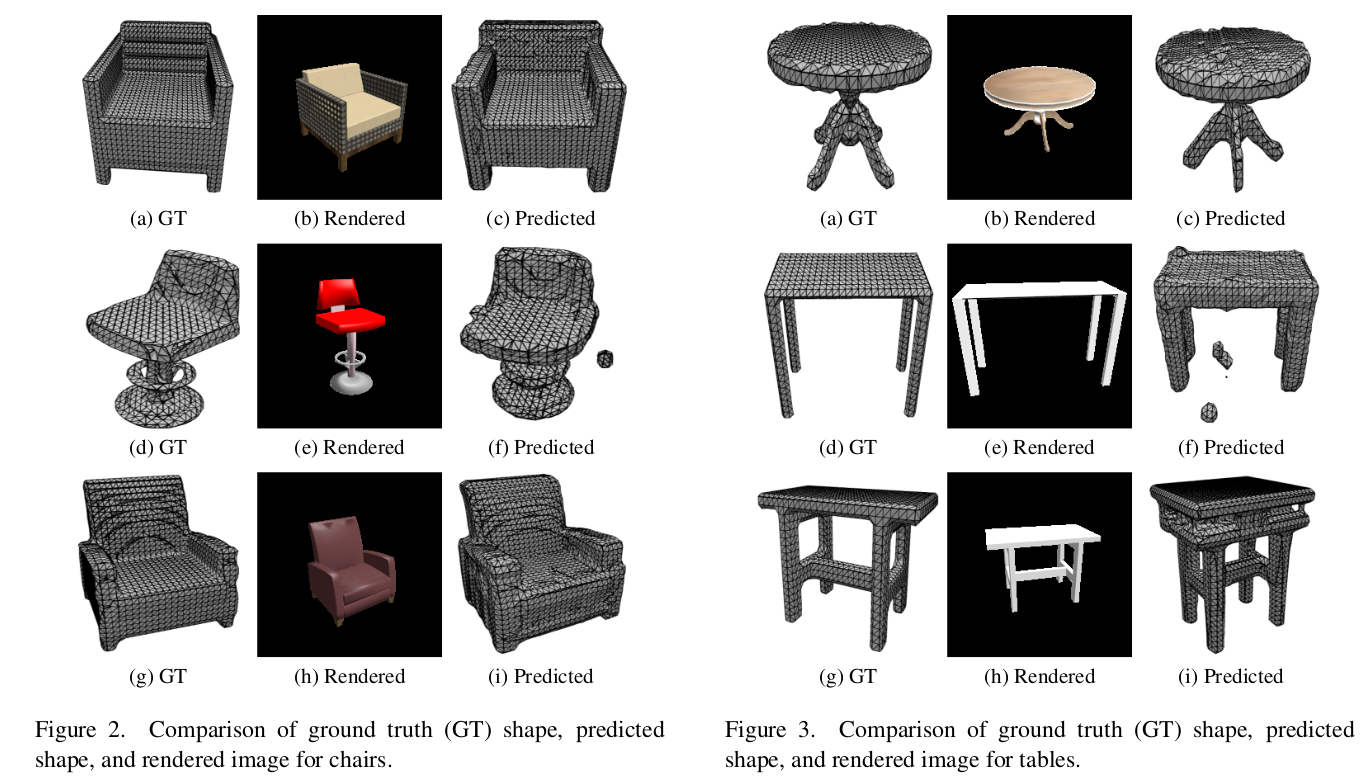 (a) GT
(b) Rendered
(c) Predicted
(d) GT
(e) Rendered
(f) Predicted
(g) GT
(h) Rendered
(i) Predicted
Figure 2. Comparison of ground truth (GT) shape, predicted
shape, and rendered image for chairs.
(a) GT
(b) Rendered
(c) Predicted
(d) GT
(e) Rendered
(f) Predicted
(g) GT
(h) Rendered
(i) Predicted
Figure 3. Comparison of ground truth (GT) shape, predicted
shape, and rendered image for tables.